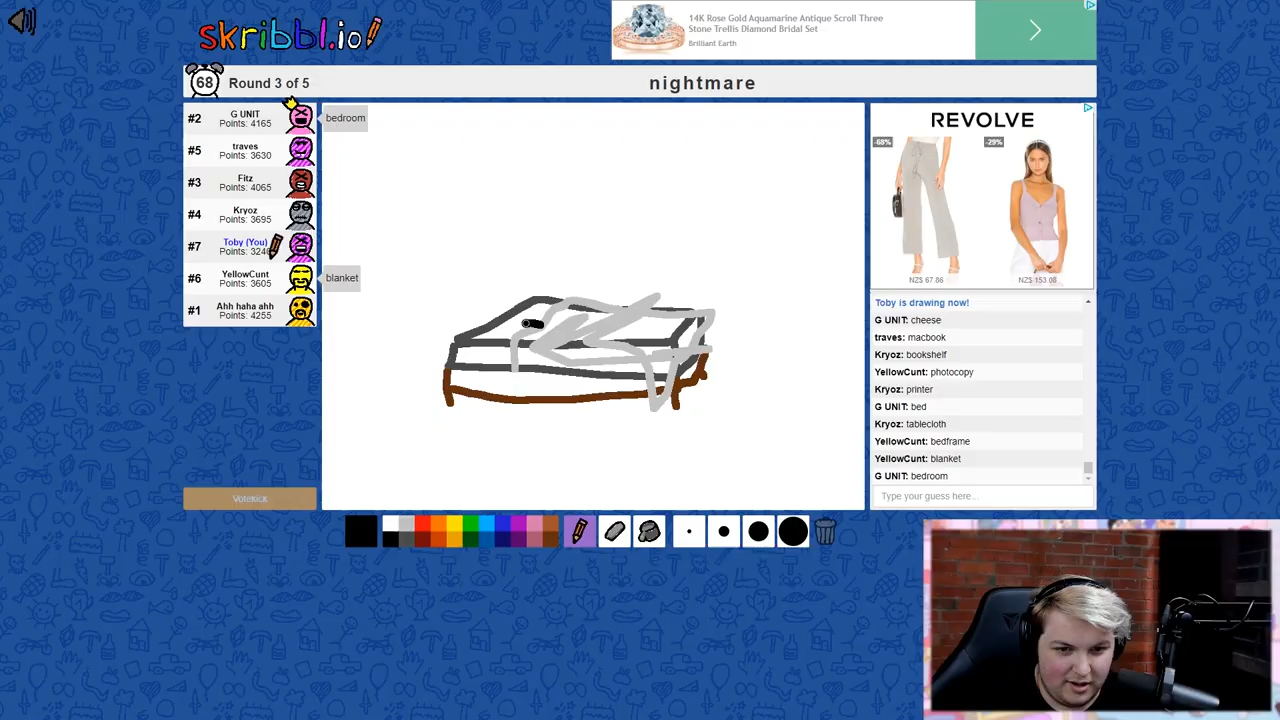 skribbl.io
14K Rose Gold Aquamarine Antique Scroll Three
Stone Trellis Diamond Bridal Set
Brilliant Earth
68
Round 3 of 5
nightmare
#2
G UNIT
Points: 4165
bedroom
#5
traves
Points: 3630
#3
Fitz
Points: 4065
#4
Kryoz
Points: 3695
#7
Toby (You)
#6
YellowCunt
Points: 3605
blanket
#1
Ahh haha ahh
Points: 4255
Votekick
REVOLVE
-68%
-29%
NZ$ 67.86
NZ$ 153.08
Toby is drawing now!
G UNIT: cheese
traves: macbook
Kryoz: bookshelf
YellowCunt: photocopy
Kryoz: printer
G UNIT: bed
Kryoz: tablecloth
YellowCunt: bedframe
YellowCunt: blanket
G UNIT: bedroom
Type your guess here...